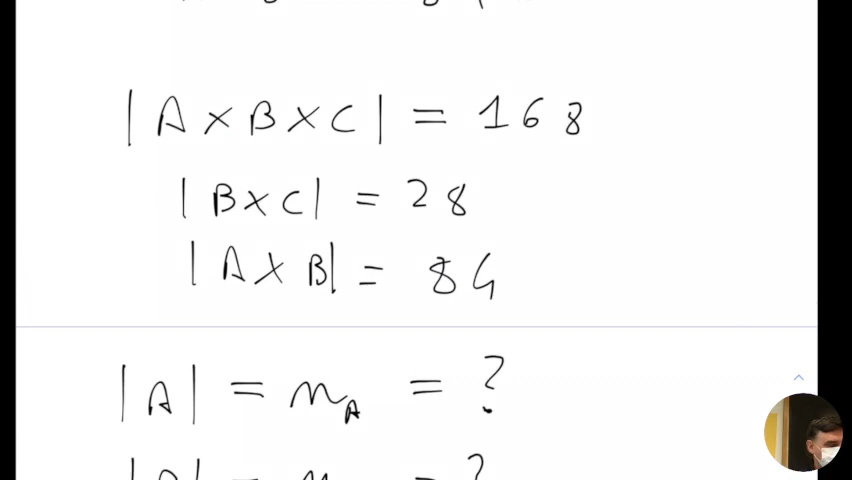 |A×B×C| = 168
|B×C| = 28
|A×B| = 84
|A| = n_A = ?